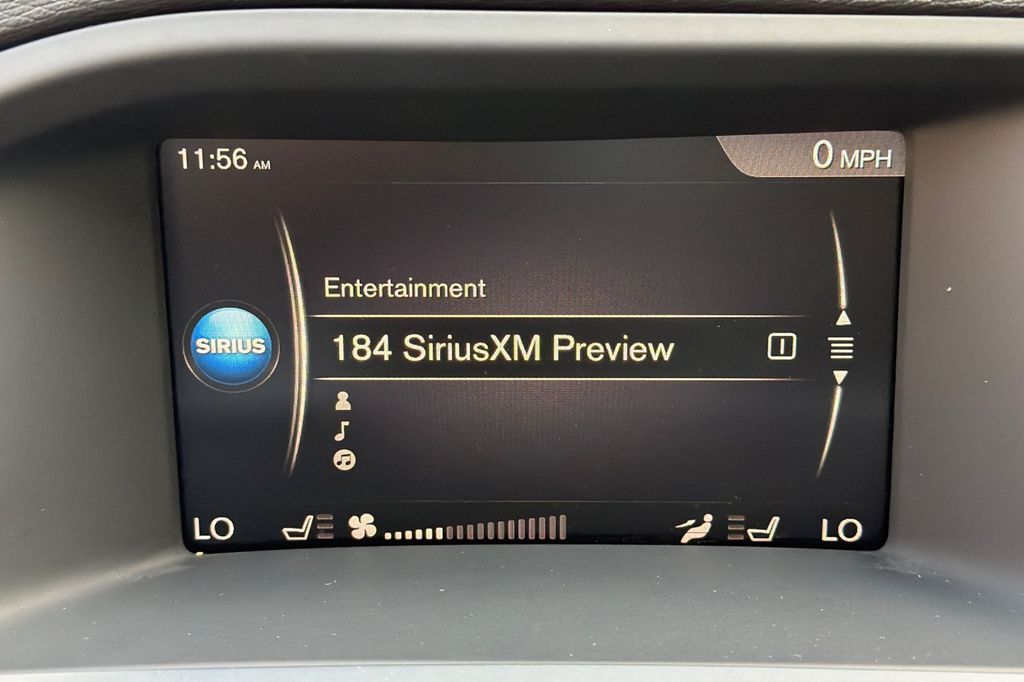 11:56 AM
0 MPH
Entertainment
SIRIUS
184 SiriusXM Preview
LO
LO